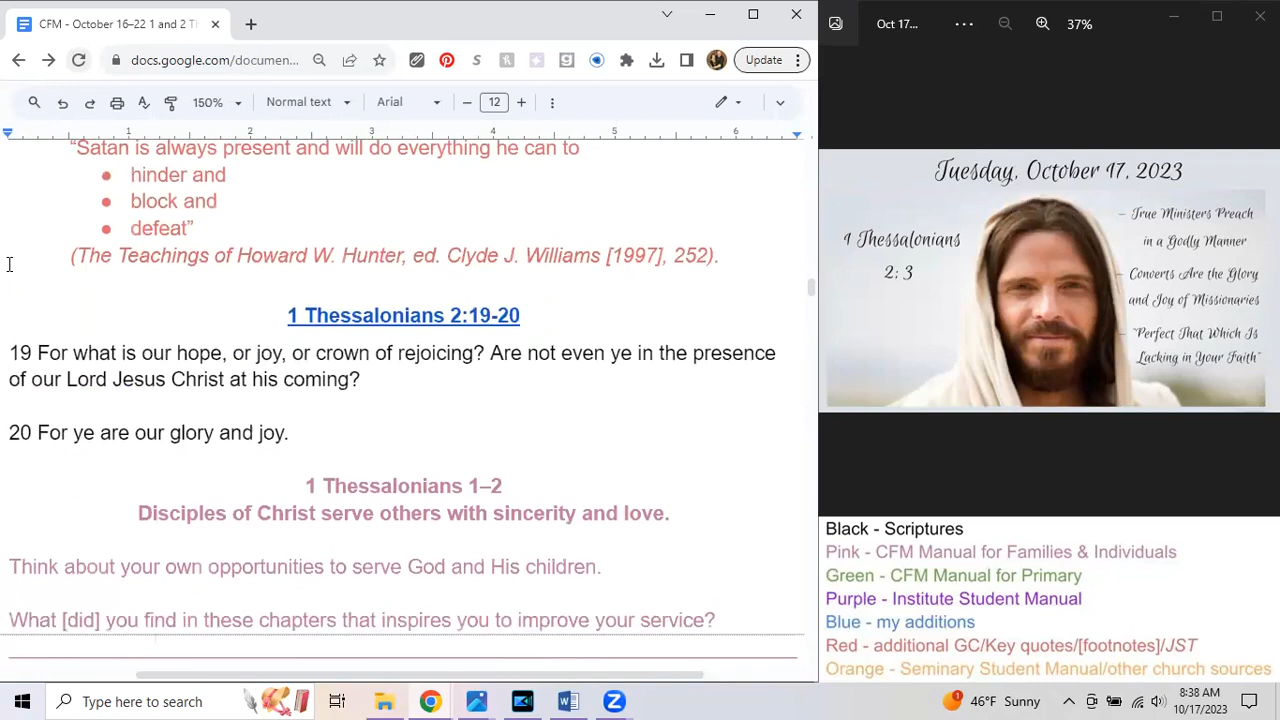 CFM - October 16–22 1 and 2 Th
docs.google.com/documen...
Update
150%
Normal text
Arial
12
1 2 3 4 5 6
"Satan is always present and will do everything he can to
● hinder and
● block and
● defeat"
(The Teachings of Howard W. Hunter, ed. Clyde J. Williams [1997], 252).
1 Thessalonians 2:19-20
19 For what is our hope, or joy, or crown of rejoicing? Are not even ye in the presence
of our Lord Jesus Christ at his coming?
20 For ye are our glory and joy.
1 Thessalonians 1–2
Disciples of Christ serve others with sincerity and love.
Think about your own opportunities to serve God and His children.
What [did] you find in these chapters that inspires you to improve your service?
Oct 17...
37%
Tuesday, October 17, 2023
1 Thessalonians
2; 3
- True Ministers Preach
in a Godly Manner
- Converts Are the Glory
and Joy of Missionaries
- "Perfect That Which Is
Lacking in Your Faith"
Black - Scriptures
Pink - CFM Manual for Families & Individuals
Green - CFM Manual for Primary
Purple - Institute Student Manual
Blue - my additions
Red - additional GC/Key quotes/[footnotes]/JST
Orange - Seminary Student Manual/other church sources
Type here to search
46°F Sunny
8:38 AM
10/17/2023